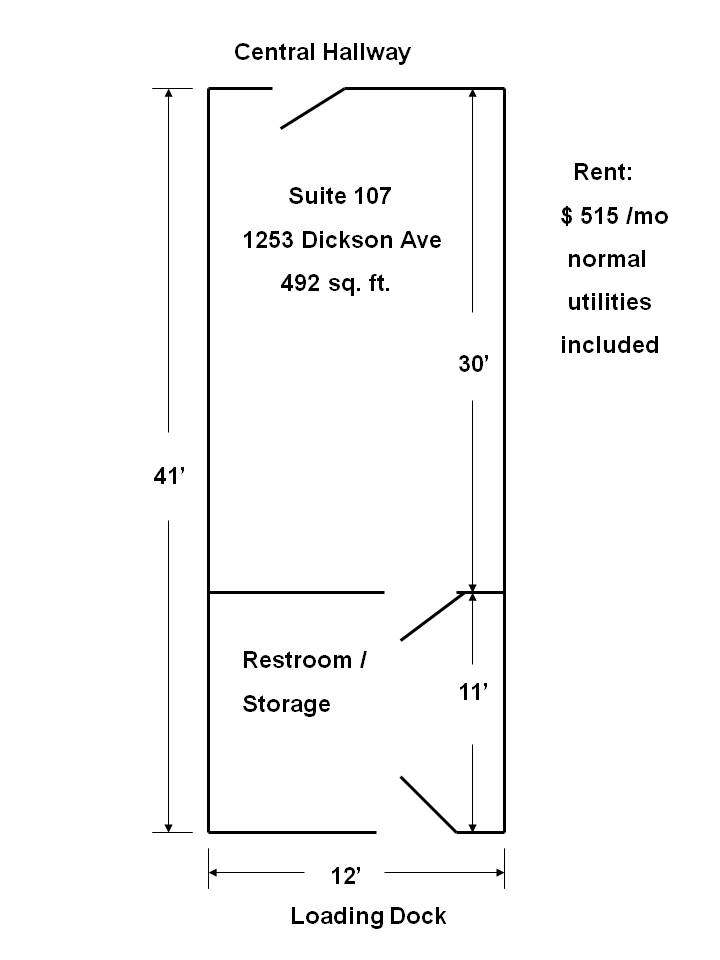 Central Hallway
Suite 107
1253 Dickson Ave
492 sq. ft.
Rent:
$ 515 /mo
normal
utilities
included
30’
41’
Restroom /
Storage
11’
12’
Loading Dock